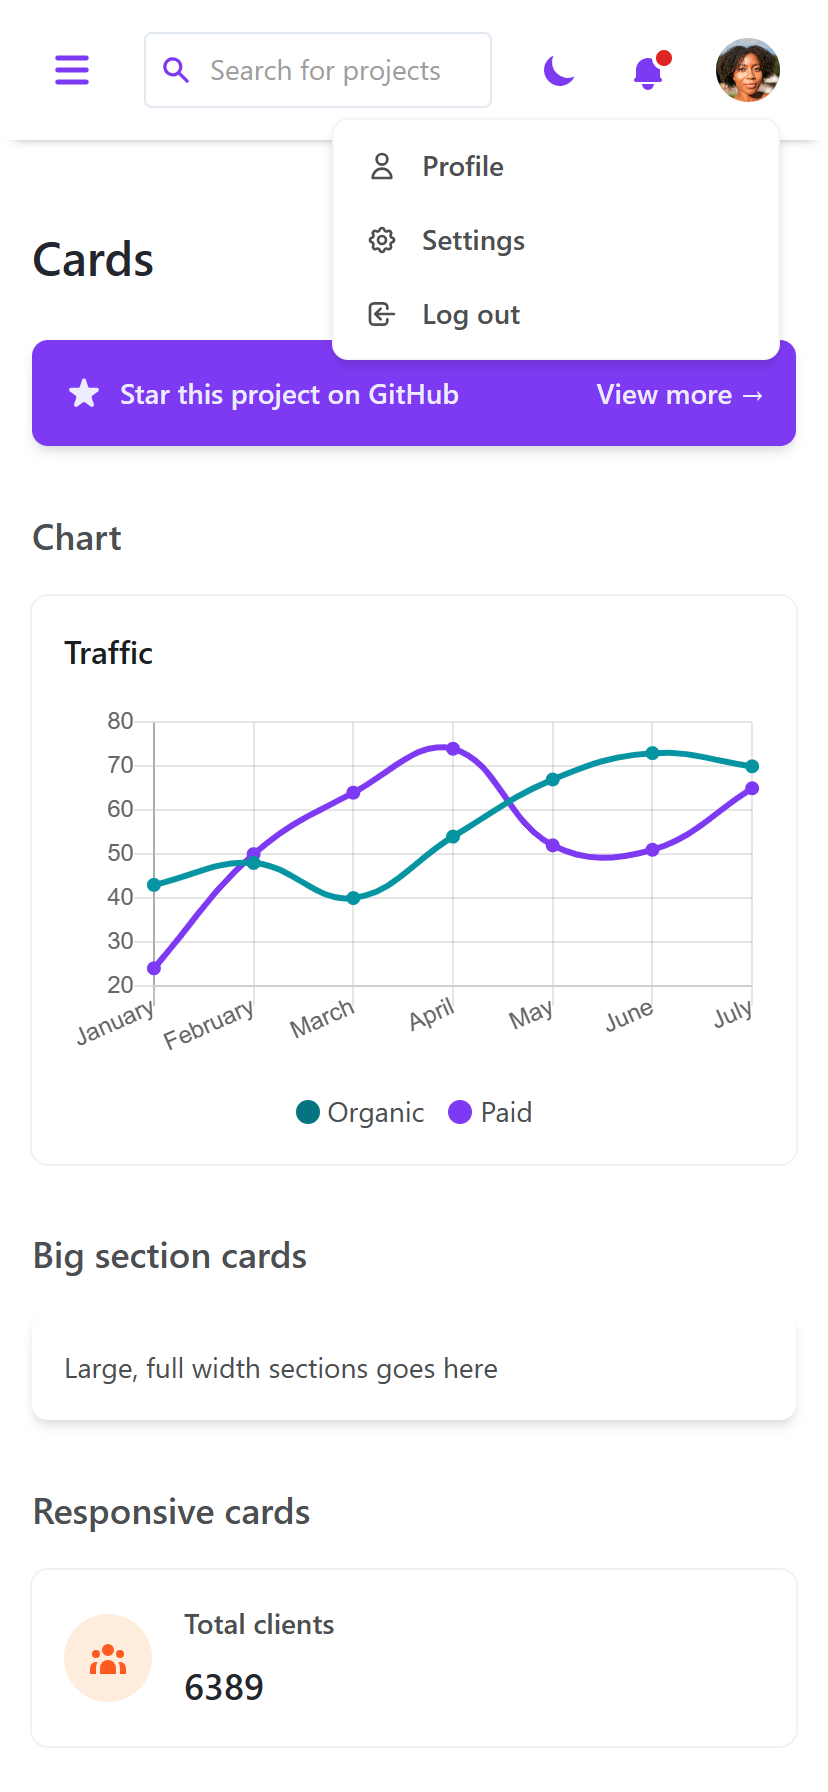 Search for projects
Profile
Settings
Log out
Cards
Star this project on GitHub
View more →
Chart
Traffic
80
70
60
50
40
30
20
January
February
March
April
May
June
July
Organic
Paid
Big section cards
Large, full width sections goes here
Responsive cards
Total clients
6389